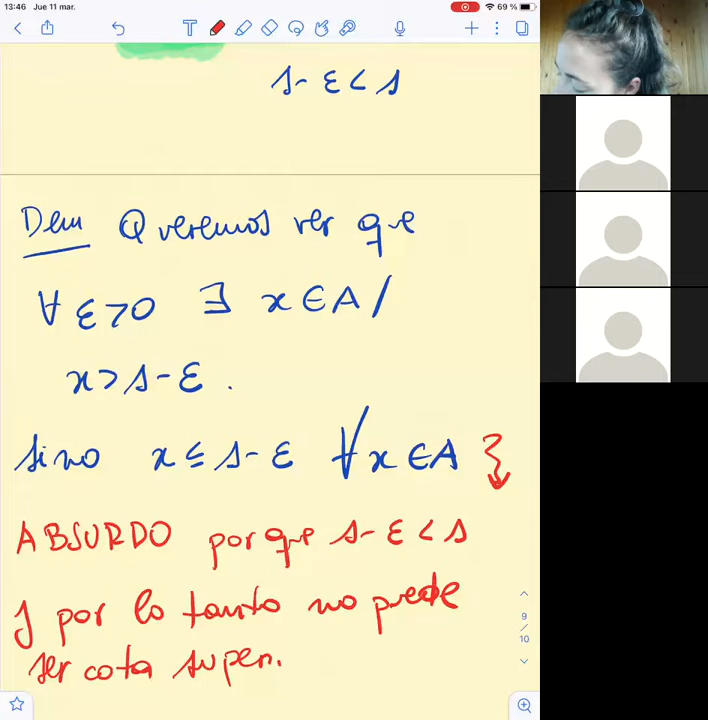 13:46 Jue 11 mar.
69 %
s-ε<s
Dem Queremos ver que
∀ε>0 ∃ x∈A/
x>s-ε.
sino x≤s-ε ∀x∈A
ABSURDO porque s-ε<s
y por lo tanto no puede
ser cota super.
9
/
10